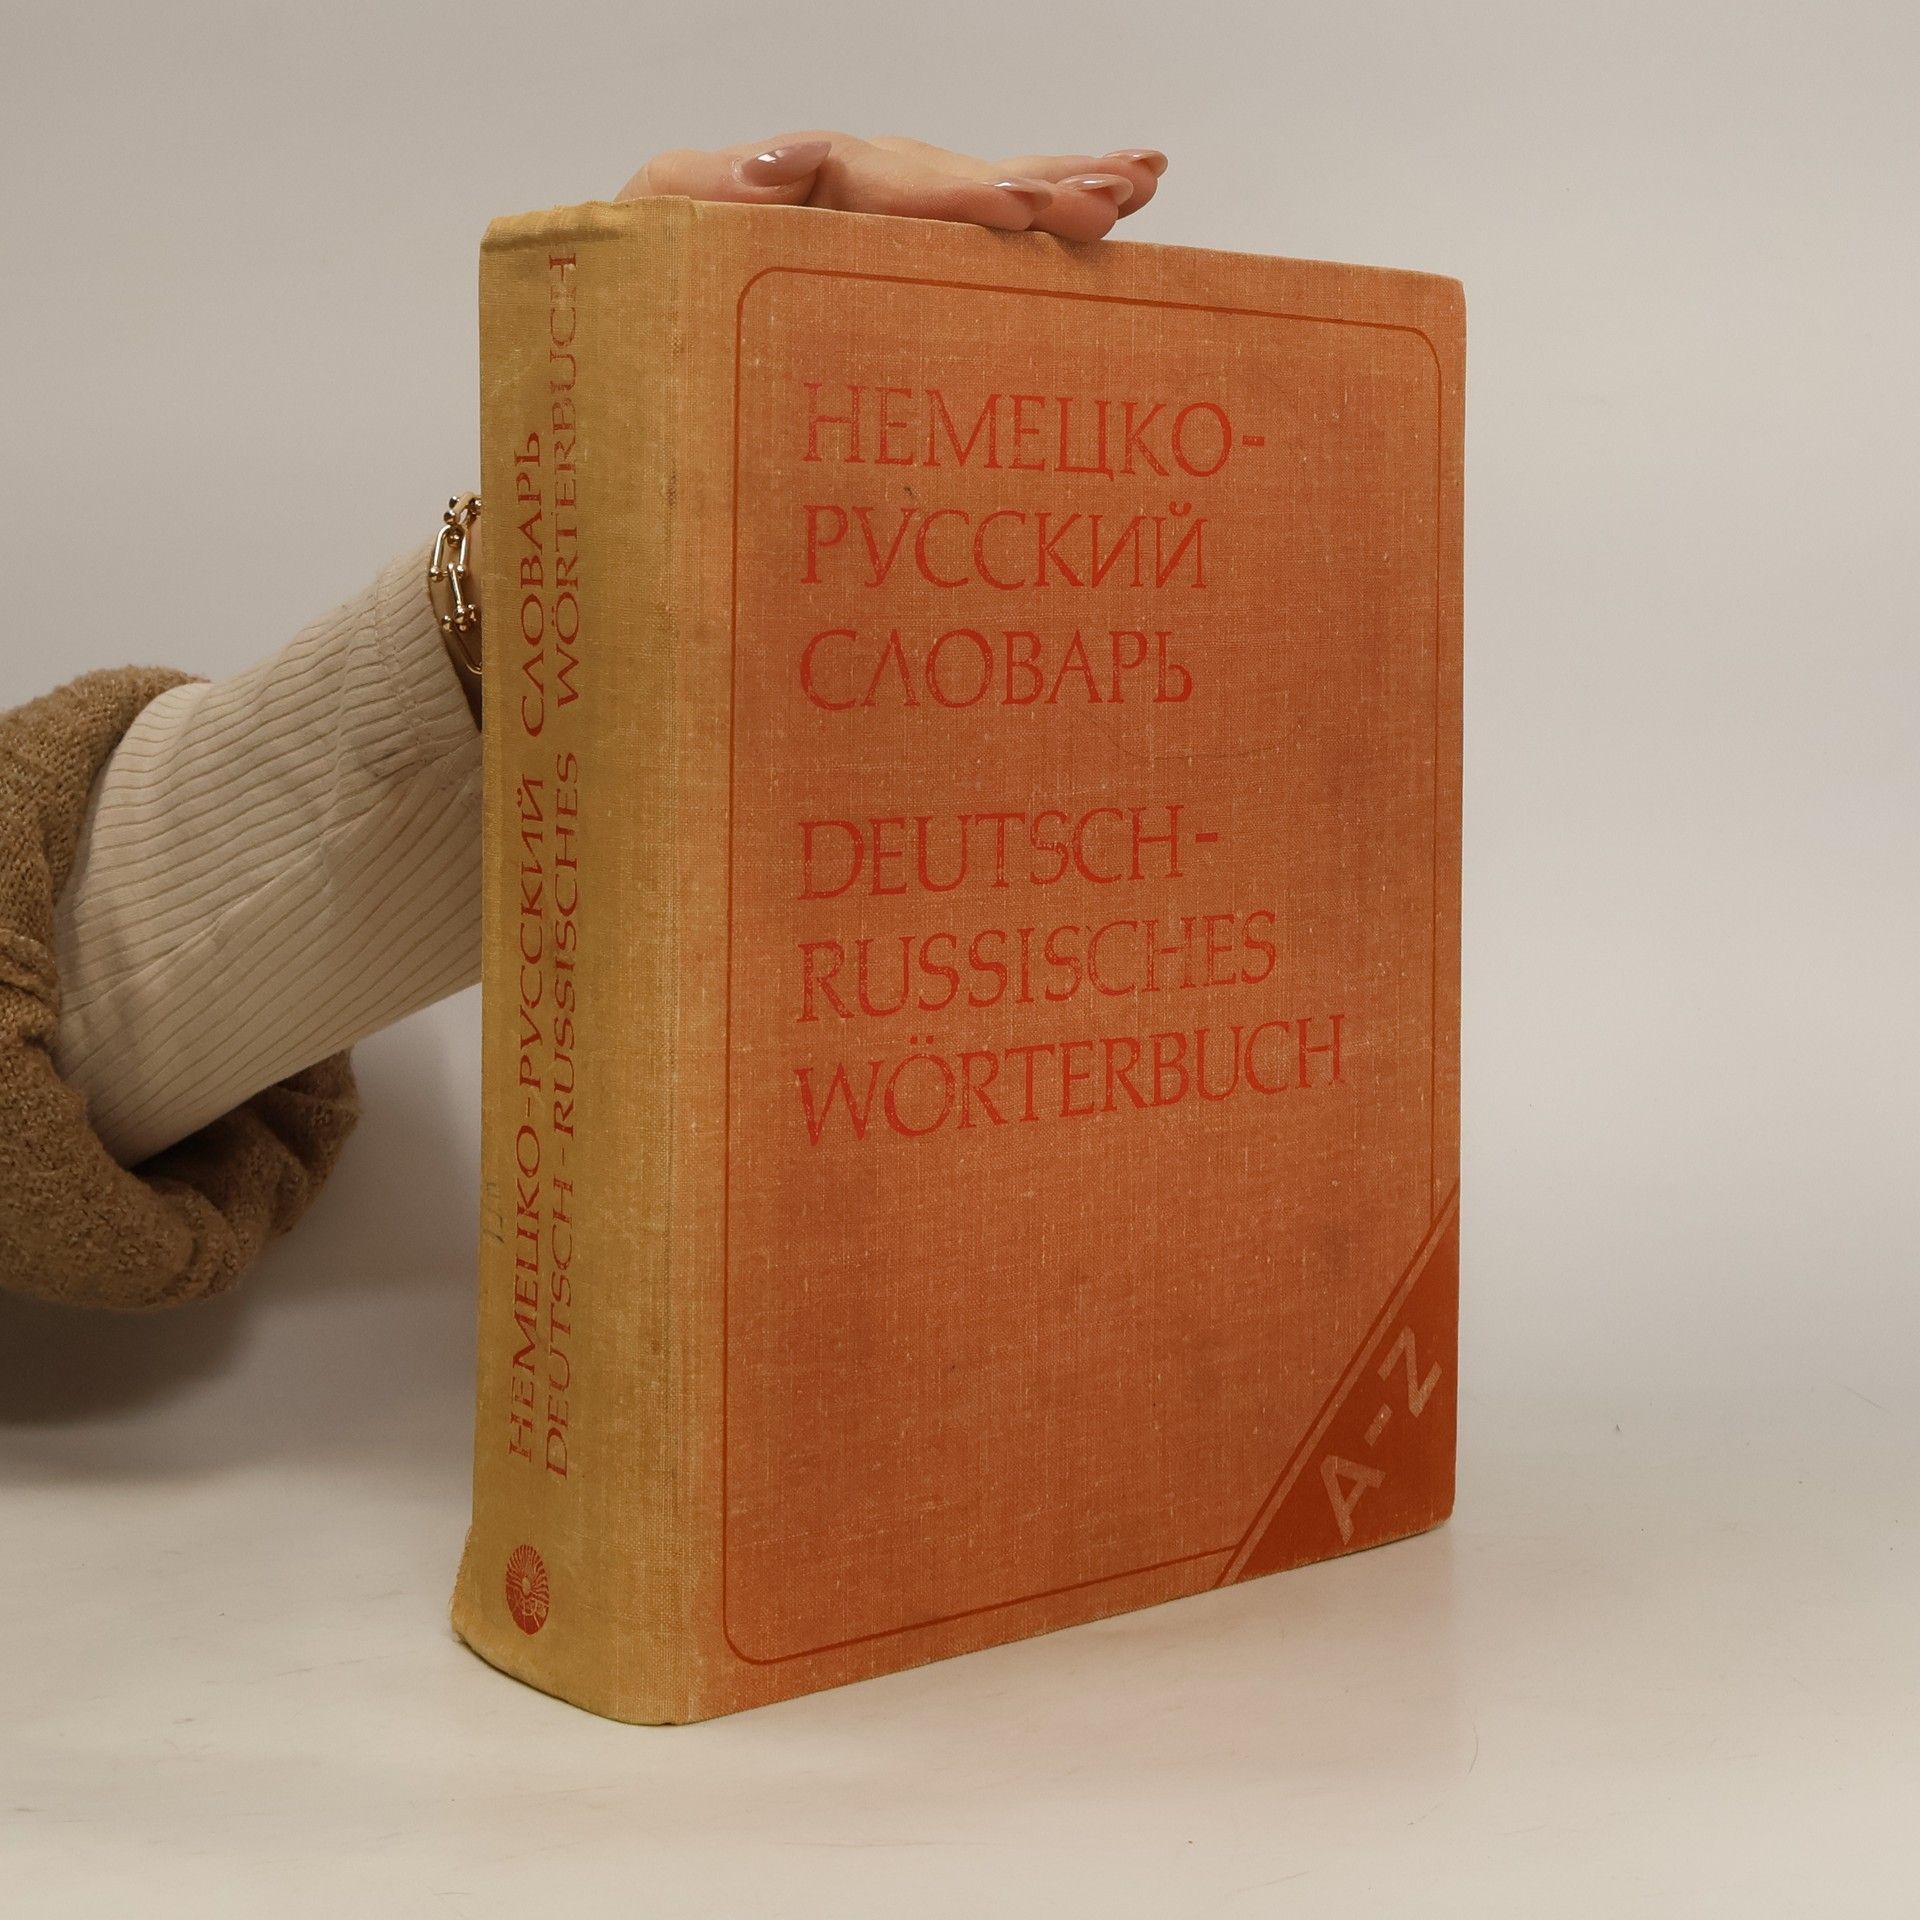 НЕМЕЦКО-РУССКИЙ СЛОВАРЬ
DEUTSCH-RUSSISCHES WÖRTERBUCH
НЕМЕЦКО-
РУССКИЙ
СЛОВАРЬ
DEUTSCH-
RUSSISCHES
WÖRTERBUCH
A-Z